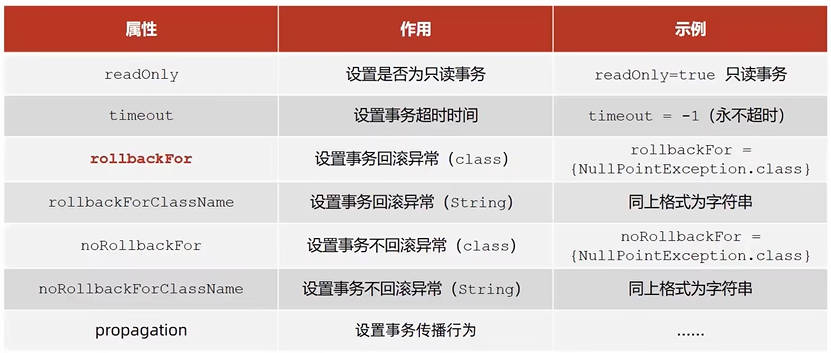 属性 作用 示例
readOnly 设置是否为只读事务 readOnly=true 只读事务
timeout 设置事务超时时间 timeout = -1（永不超时）
rollbackFor 设置事务回滚异常（class） rollbackFor =
{NullPointException.class}
rollbackForClassName 设置事务回滚异常（String） 同上格式为字符串
noRollbackFor 设置事务不回滚异常（class） noRollbackFor =
{NullPointException.class}
noRollbackForClassName 设置事务不回滚异常（String） 同上格式为字符串
propagation 设置事务传播行为 ......